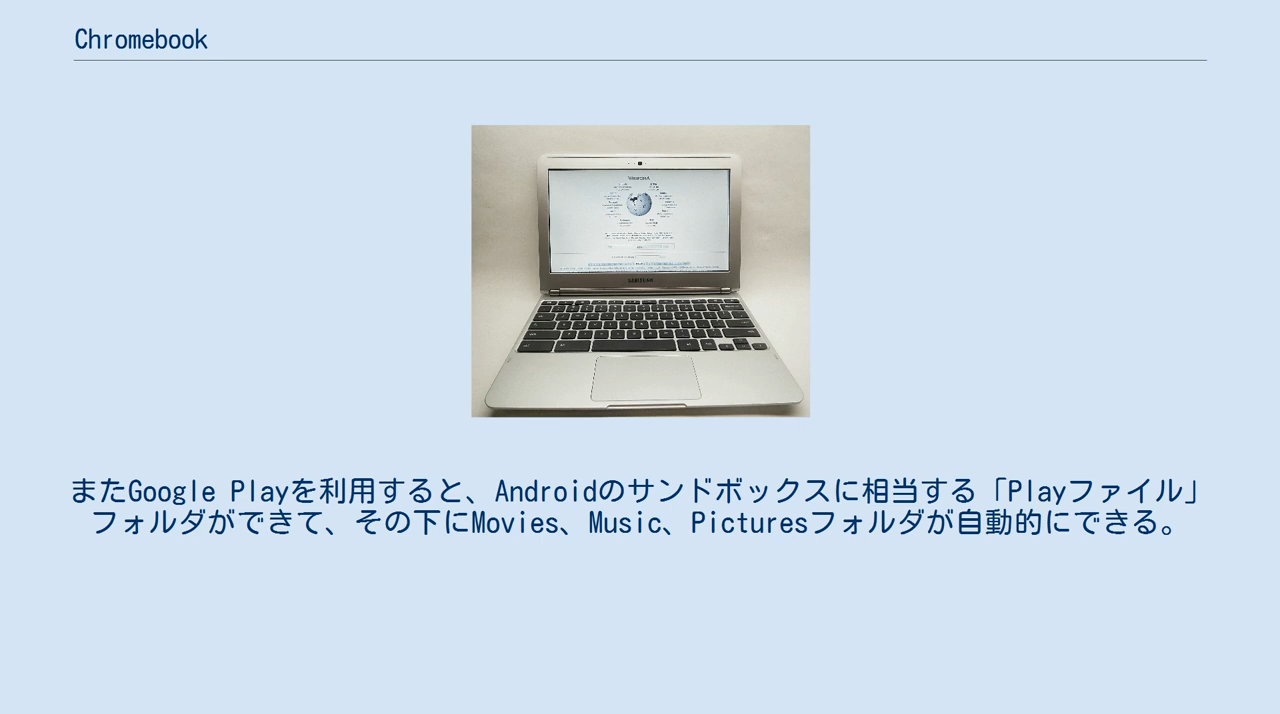 Chromebook
SAMSUNG
またGoogle Playを利用すると、Androidのサンドボックスに相当する「Playファイル」
フォルダができて、その下にMovies、Music、Picturesフォルダが自動的にできる。